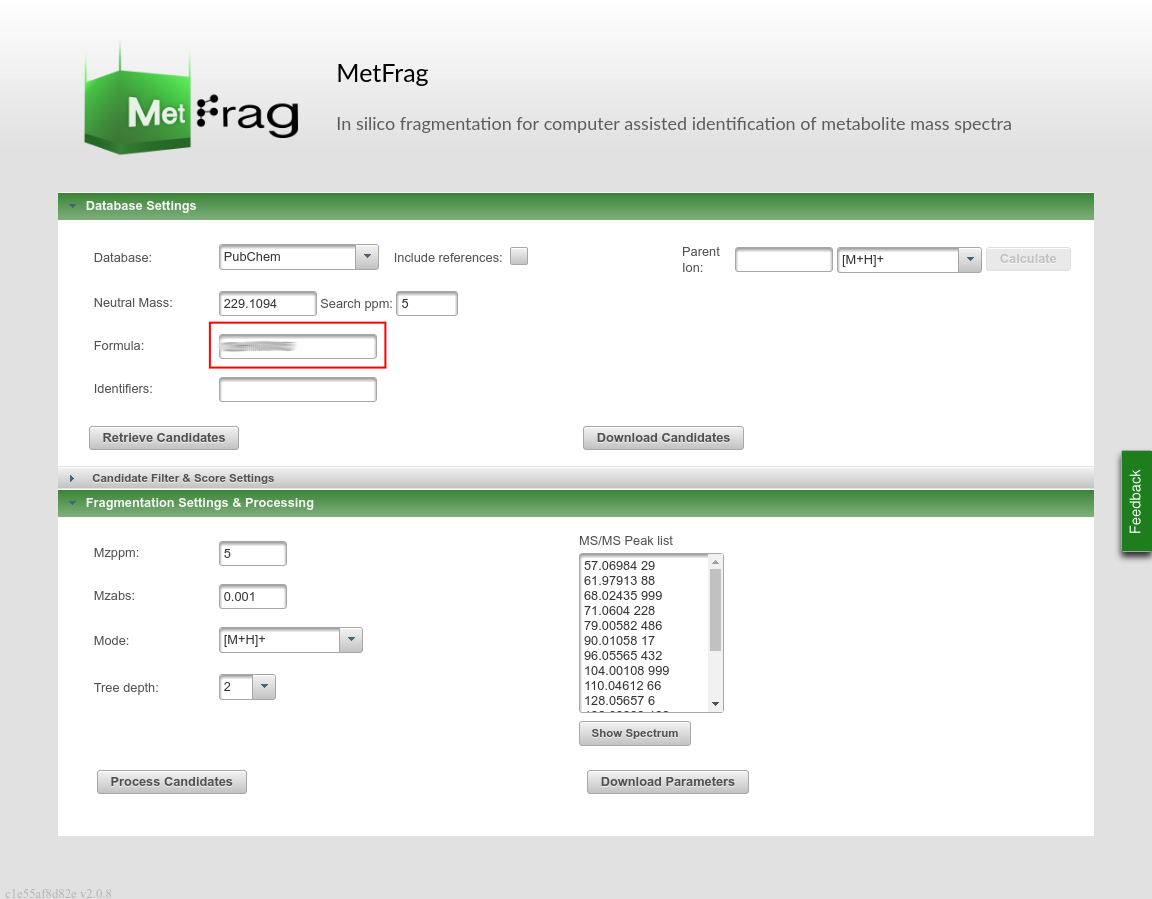 MetFrag
MetFrag
In silico fragmentation for computer assisted identification of metabolite mass spectra
Database Settings
Database: PubChem Include references: Parent Ion: [M+H]+ Calculate
Neutral Mass: 229.1094 Search ppm: 5
Formula:
Identifiers:
Retrieve Candidates Download Candidates
Candidate Filter & Score Settings
Fragmentation Settings & Processing
Mzppm: 5
Mzabs: 0.001
Mode: [M+H]+
Tree depth: 2
MS/MS Peak list
57.06984 29
61.97913 88
68.02435 999
71.0604 228
79.00582 486
90.01058 17
96.05565 432
104.00108 999
110.04612 66
128.05657 6
Show Spectrum
Process Candidates Download Parameters
Feedback
c1e55af8d82e v2.0.8